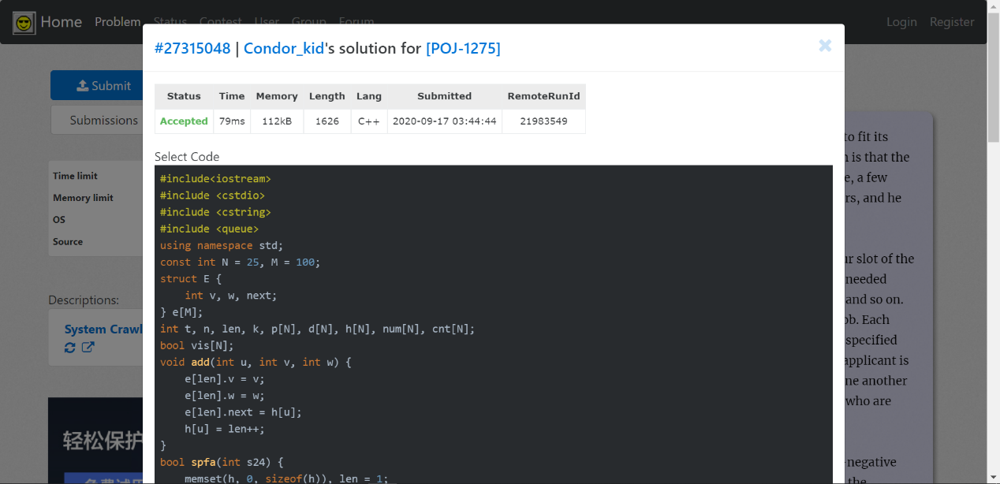 Home Problem Status Contest User Group Forum Login Register
#27315048 | Condor_kid's solution for [POJ-1275]
Submit
Submissions
Status Time Memory Length Lang Submitted RemoteRunId
Accepted 79ms 112kB 1626 C++ 2020-09-17 03:44:44 21983549
Select Code
#include<iostream>
#include <cstdio>
#include <cstring>
#include <queue>
using namespace std;
const int N = 25, M = 100;
struct E {
    int v, w, next;
} e[M];
int t, n, len, k, p[N], d[N], h[N], num[N], cnt[N];
bool vis[N];
void add(int u, int v, int w) {
    e[len].v = v;
    e[len].w = w;
    e[len].next = h[u];
    h[u] = len++;
}
bool spfa(int s24) {
    memset(h, 0, sizeof(h)), len = 1;
Time limit
Memory limit
OS
Source
Descriptions:
System Crawl
轻松保护
to fit its
is that the
e, a few
rs, and he
ur slot of the
needed
and so on.
ob. Each
specified
applicant is
ne another
who are
-negative
the